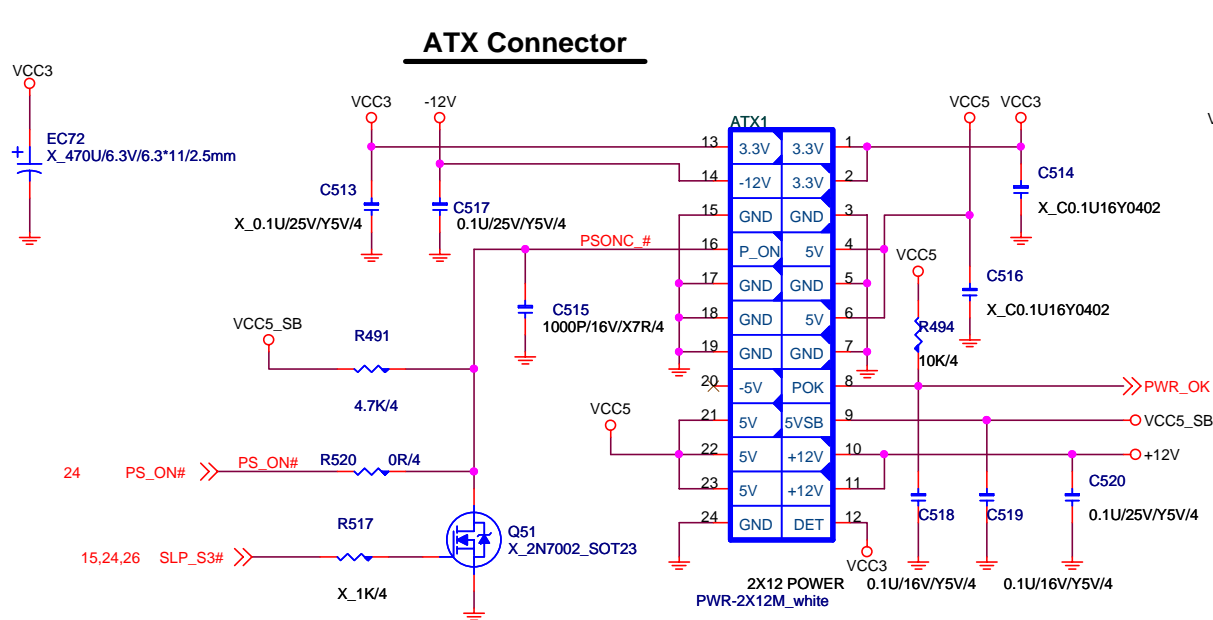 ATX Connector
VCC3
EC72
+
X_470U/6.3V/6.3*11/2.5mm
VCC3
-12V
C513
X_0.1U/25V/Y5V/4
C517
0.1U/25V/Y5V/4
PSONC_#
C515
1000P/16V/X7R/4
VCC5_SB
R491
4.7K/4
24
PS_ON#
PS_ON#
R520
0R/4
R517
15,24,26
SLP_S3#
X_1K/4
Q51
X_2N7002_SOT23
VCC5
ATX1
13 3.3V 3.3V 1
14 -12V 3.3V 2
15 GND GND 3
16 P_ON 5V 4
17 GND GND 5
18 GND 5V 6
19 GND GND 7
20 -5V POK 8
21 5V 5VSB 9
22 5V +12V 10
23 5V +12V 11
24 GND DET 12
2X12 POWER
PWR-2X12M_white
VCC3
VCC5
VCC3
C514
X_C0.1U16Y0402
C516
X_C0.1U16Y0402
VCC5
R494
10K/4
PWR_OK
VCC5_SB
+12V
C518
0.1U/16V/Y5V/4
C519
0.1U/16V/Y5V/4
C520
0.1U/25V/Y5V/4